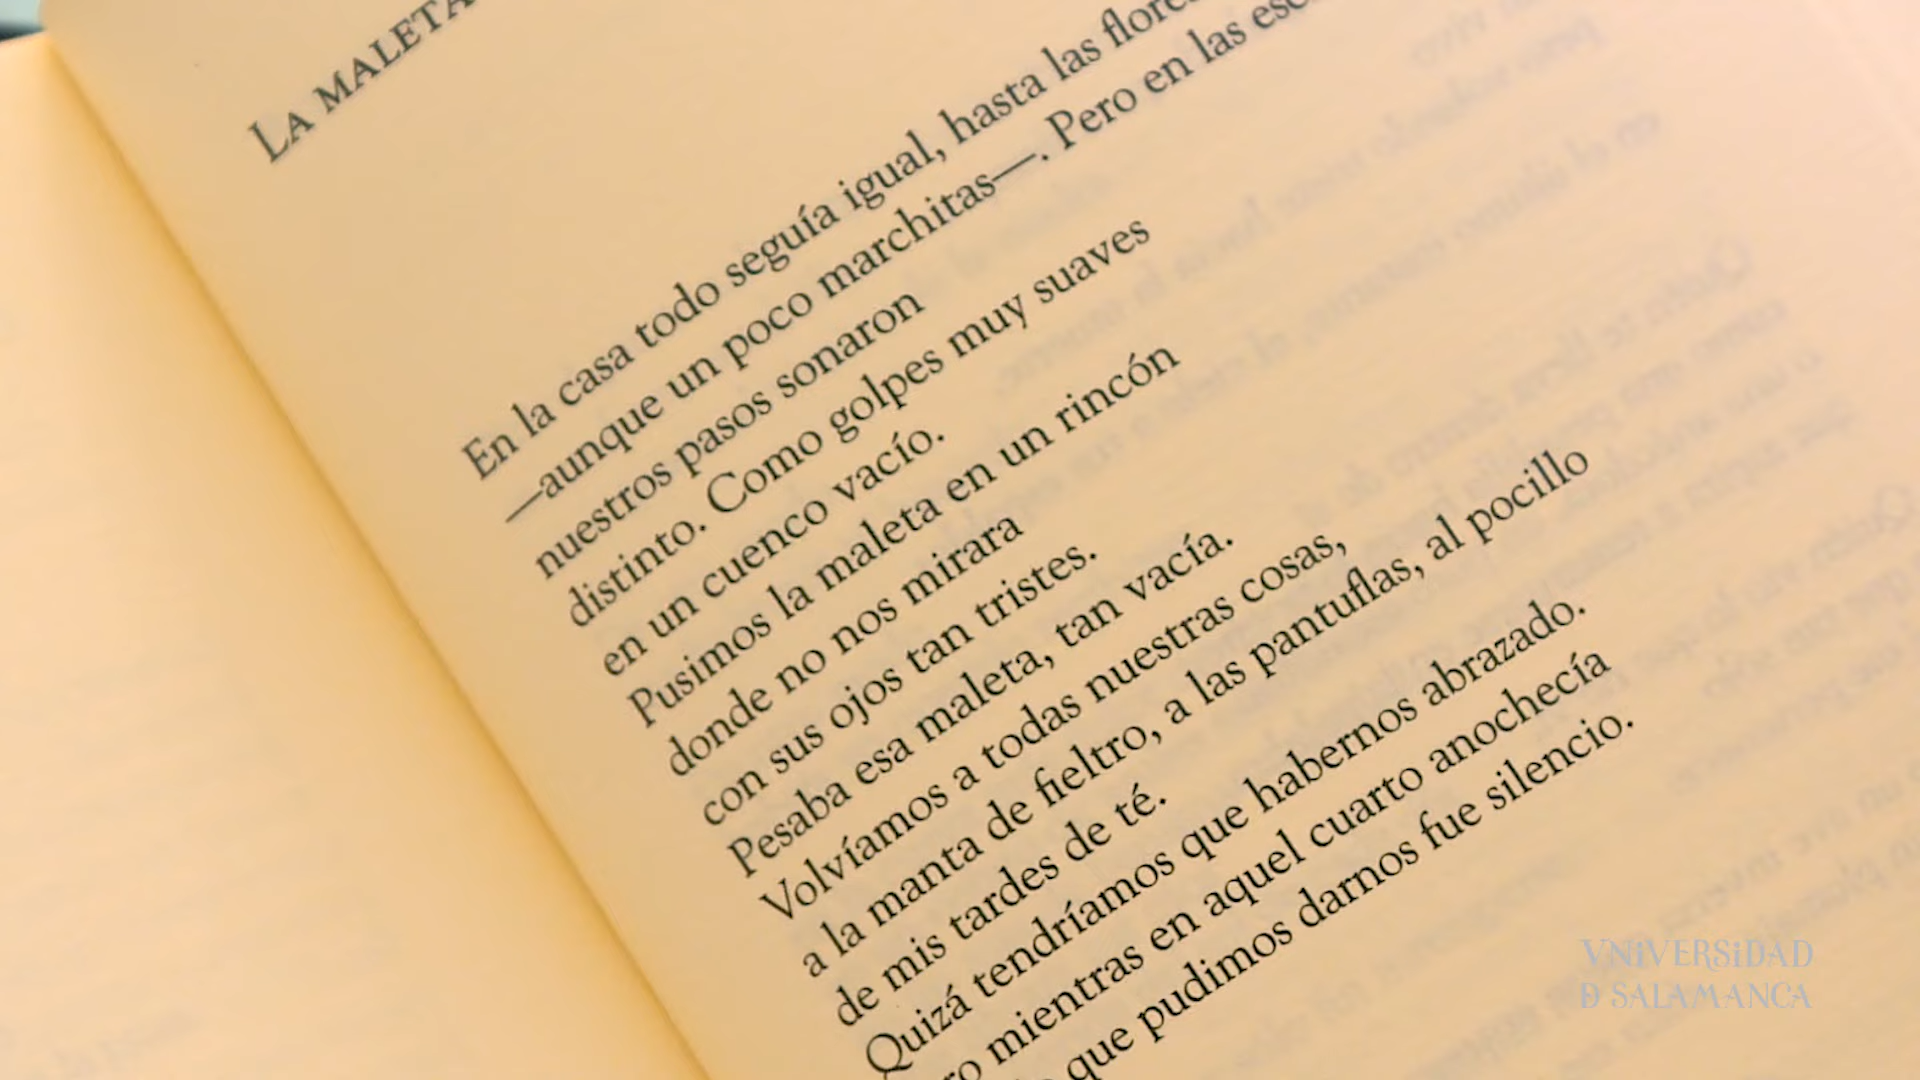 LA MALETA
En la casa todo seguía igual, hasta las flores
—aunque un poco marchitas—. Pero en las
nuestros pasos sonaron
distinto. Como golpes muy suaves
en un cuenco vacío.
Pusimos la maleta en un rincón
donde no nos mirara
con sus ojos tan tristes.
Pesaba esa maleta, tan vacía.
Volvíamos a todas nuestras cosas,
a la manta de fieltro, a las pantuflas, al pocillo
de mis tardes de té.
Quizá tendríamos que habernos abrazado.
mientras en aquel cuarto anochecía
que pudimos darnos fue silencio.
VNiVERSiDAD
D SALAMANCA